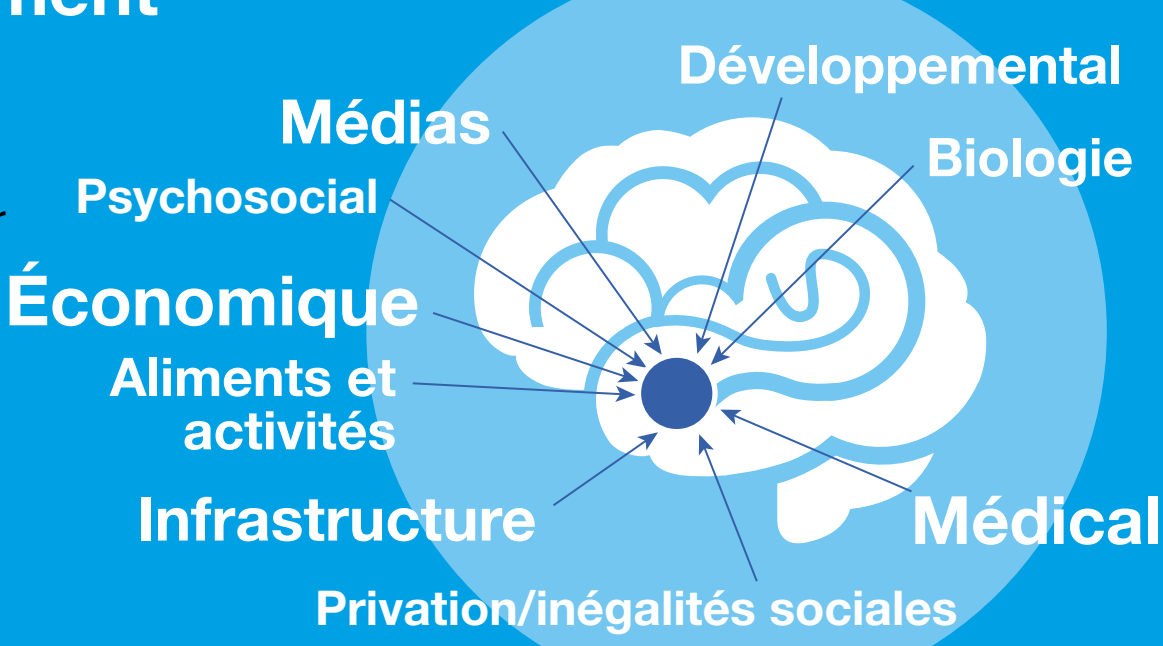 Développemental
Médias
Biologie
Psychosocial
Économique
Aliments et
activités
Infrastructure
Médical
Privation/inégalités sociales